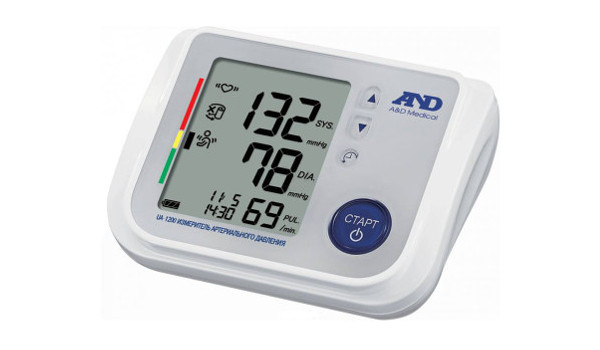 132 SYS.
mmHg
78 DIA.
mmHg
11/5
14:30
69 PUL.
/min.
AND
A&D Medical
СТАРТ
UA-1200 ИЗМЕРИТЕЛЬ АРТЕРИАЛЬНОГО ДАВЛЕНИЯ